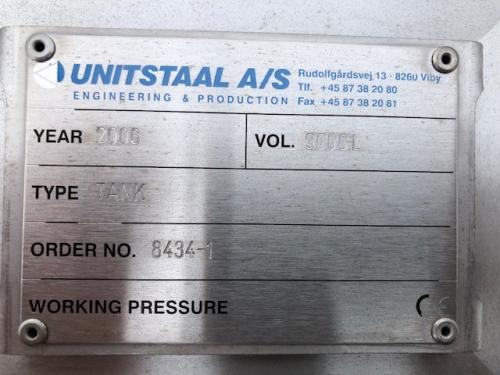 UNITSTAAL A/S
ENGINEERING & PRODUCTION
Rudolfgårdsvej 13 · 8260 Viby
Tlf. +45 87 38 20 80
Fax +45 87 38 20 81
YEAR 2006 VOL.
TYPE TANK
ORDER NO. 8434-1
WORKING PRESSURE CE